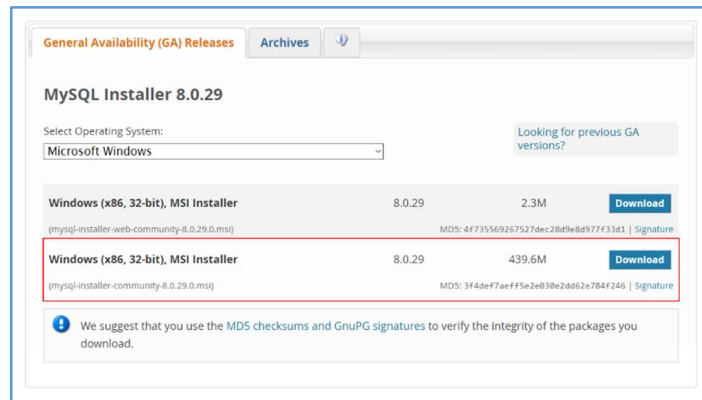 General Availability (GA) Releases Archives
MySQL Installer 8.0.29
Select Operating System:
Microsoft Windows
Looking for previous GA
versions?
Windows (x86, 32-bit), MSI Installer 8.0.29 2.3M Download
(mysql-installer-web-community-8.0.29.0.msi) MD5: 4f735569267527dec28d9e8d977f33d1 | Signature
Windows (x86, 32-bit), MSI Installer 8.0.29 439.6M Download
(mysql-installer-community-8.0.29.0.msi) MD5: 3f4def7aeff5e2e030e2dd62e784f246 | Signature
We suggest that you use the MD5 checksums and GnuPG signatures to verify the integrity of the packages you
download.